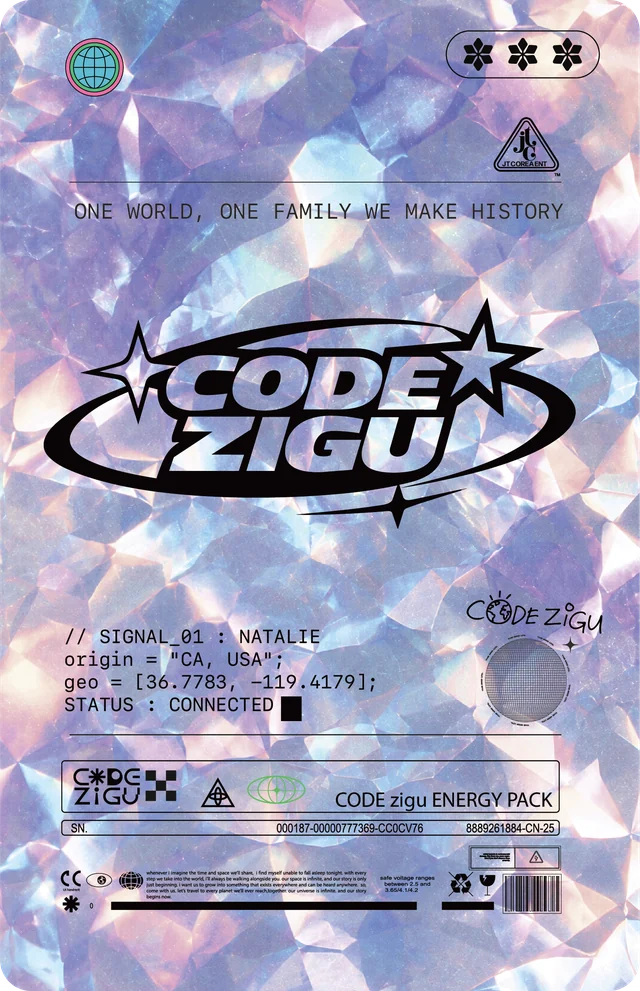 jtc
JTCOREAENT
TM
ONE WORLD, ONE FAMILY WE MAKE HISTORY
CODE
ZIGU
CODE ZiGU
// SIGNAL_01 : NATALIE
origin = "CA, USA";
geo = [36.7783, –119.4179];
STATUS : CONNECTED
CODE
ZiGU
CODE zigu ENERGY PACK
SN. 000187-00000777369-CC0CV76 8889261884-CN-25
whenever i imagine the time and space we'll share, i find myself unable to fall asleep tonight. with every
step we take into the world, i'll always be walking alongside you. our space is infinite, and our story is only
just beginning. I want us to grow into something that exists everywhere and can be heard anywhere. so,
come with us, let's travel to every planet we'll ever reach,together. our universe is infinite, and our story
begins now.
safe voltage ranges
between 2.5 and
3.65/4.1/4.2
0